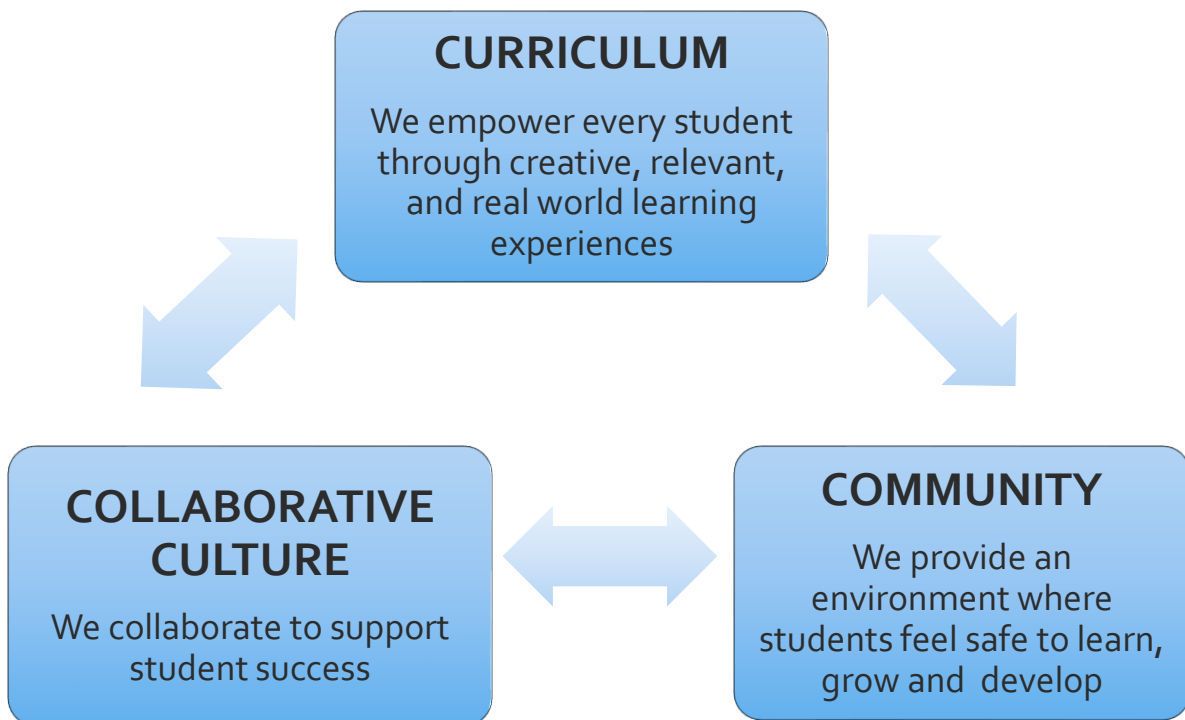 CURRICULUM
We empower every student
through creative, relevant,
and real world learning
experiences
COLLABORATIVE
CULTURE
We collaborate to support
student success
COMMUNITY
We provide an
environment where
students feel safe to learn,
grow and  develop